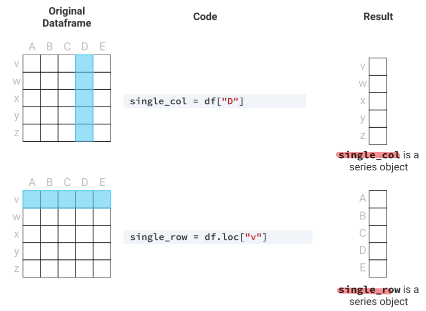 Original Dataframe
Code
Result
A B C D E
v
w
x
y
z
single_col = df["D"]
v
w
x
y
z
single_col is a
series object
A B C D E
v
w
x
y
z
single_row = df.loc["v"]
A
B
C
D
E
single_row is a
series object